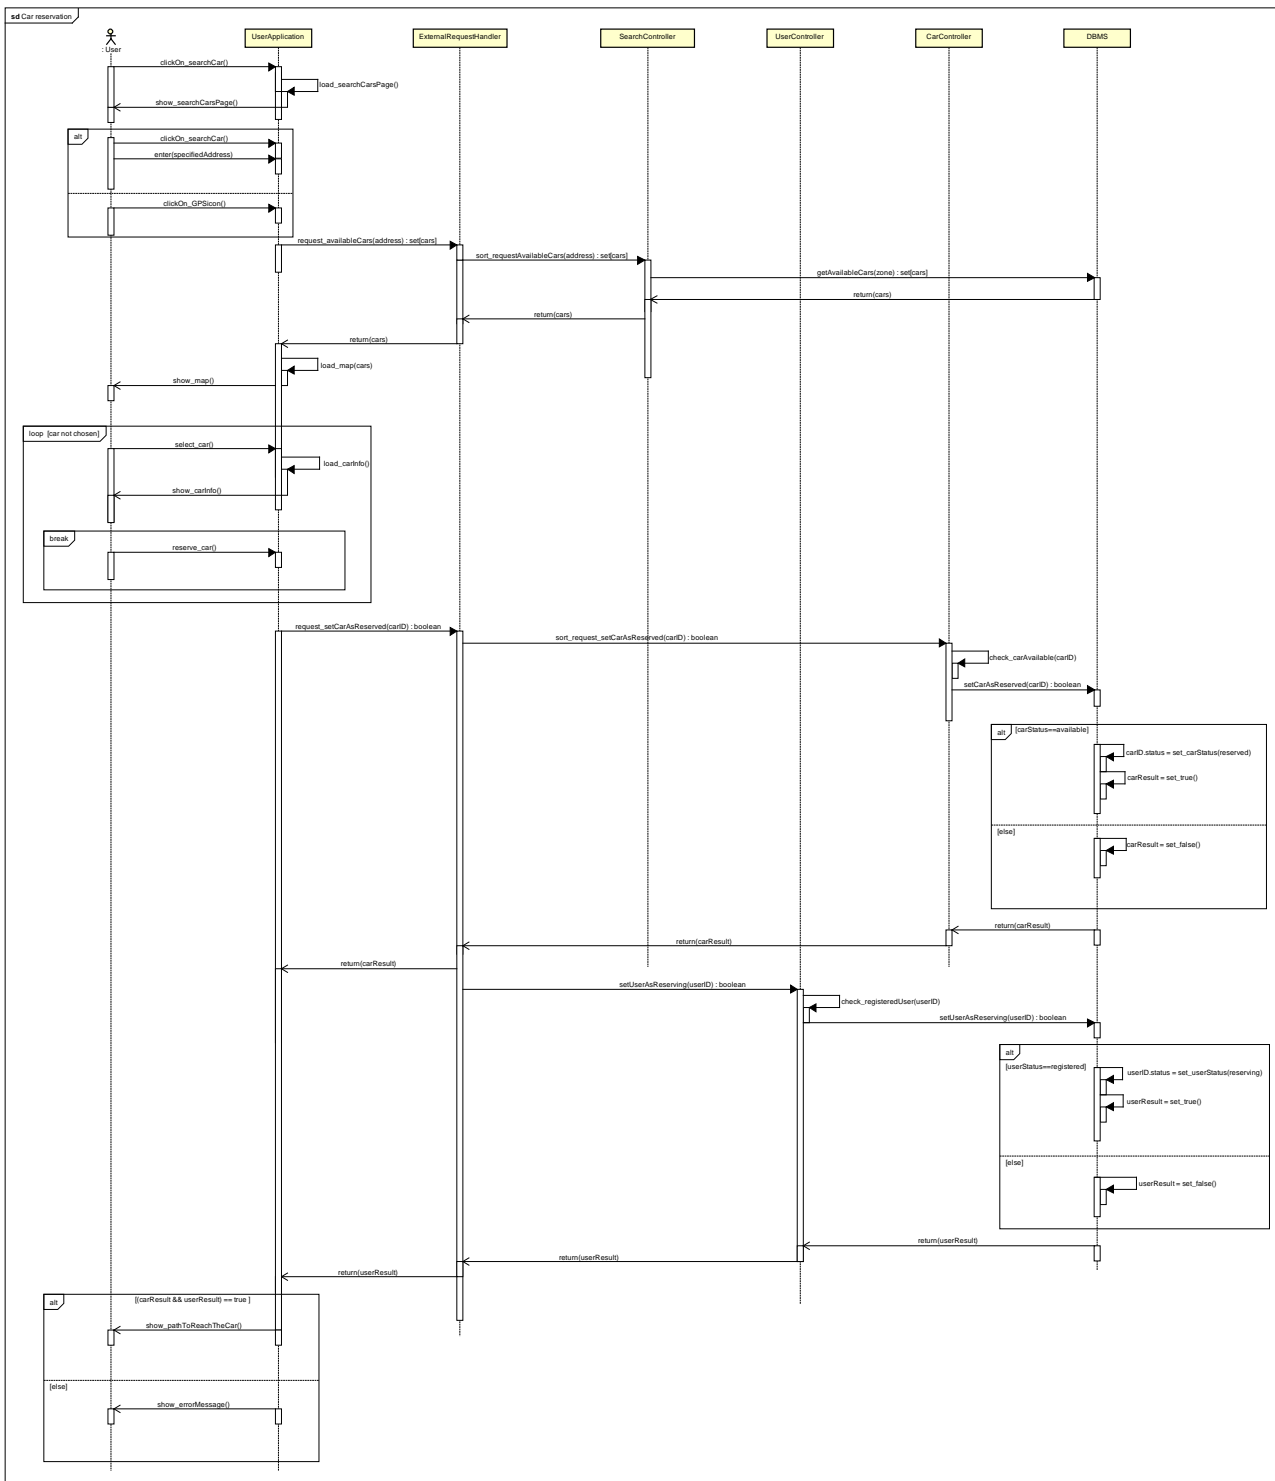 sd Car reservation
: User
UserApplication
ExternalRequestHandler
SearchController
UserController
CarController
DBMS
clickOn_searchCar()
load_searchCarsPage()
show_searchCarsPage()
alt
clickOn_searchCar()
enter(specifiedAddress)
clickOn_GPSicon()
request_availableCars(address) : set[cars]
sort_requestAvailableCars(address) : set[cars]
getAvailableCars(zone) : set[cars]
return(cars)
return(cars)
return(cars)
load_map(cars)
show_map()
loop [car not chosen]
select_car()
load_carInfo()
show_carInfo()
break
reserve_car()
request_setCarAsReserved(carID) : boolean
sort_request_setCarAsReserved(carID) : boolean
check_carAvailable(carID)
setCarAsReserved(carID) : boolean
alt [carStatus==available]
carID.status = set_carStatus(reserved)
carResult = set_true()
[else]
carResult = set_false()
return(carResult)
return(carResult)
return(carResult)
setUserAsReserving(userID) : boolean
check_registeredUser(userID)
setUserAsReserving(userID) : boolean
alt
[userStatus==registered]
userID.status = set_userStatus(reserving)
userResult = set_true()
[else]
userResult = set_false()
return(userResult)
return(userResult)
return(userResult)
alt [(carResult && userResult) == true ]
show_pathToReachTheCar()
[else]
show_errorMessage()